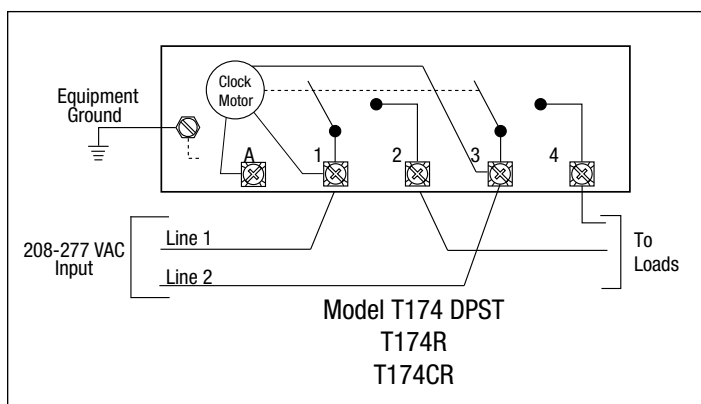 Clock
Motor
Equipment
Ground
A
1
2
3
4
208-277 VAC
Input
Line 1
Line 2
To
Loads
Model T174 DPST
T174R
T174CR